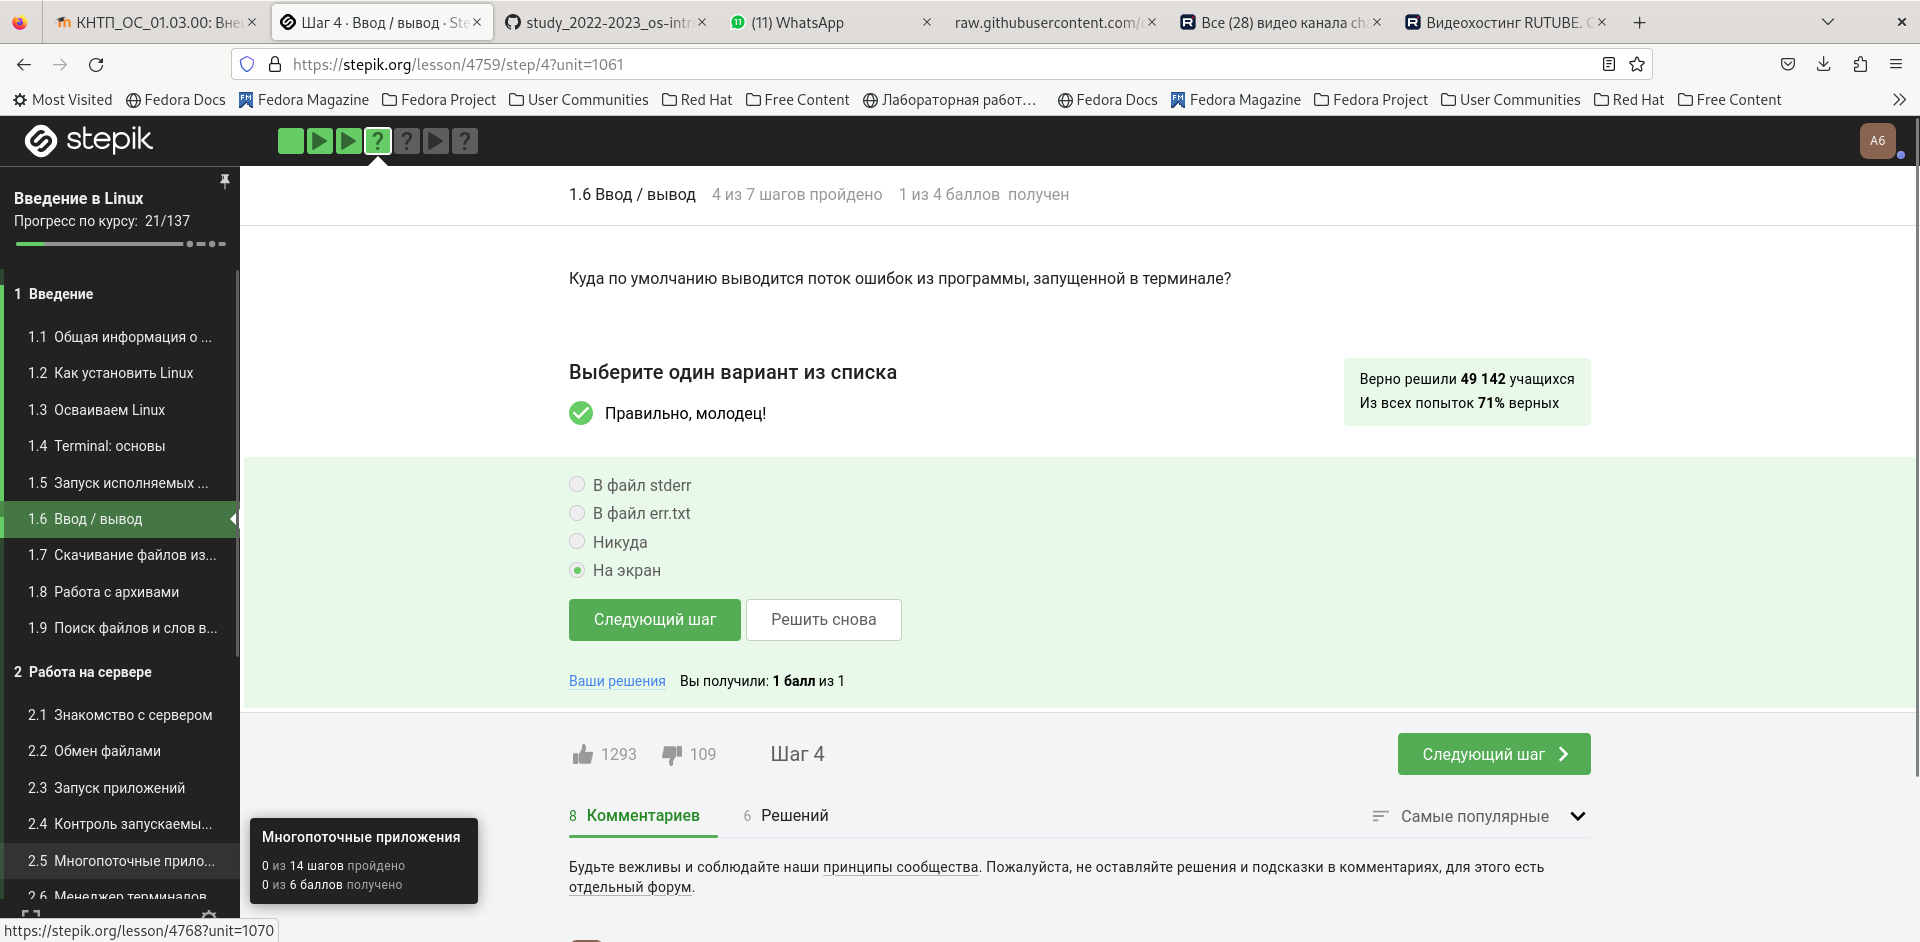 КНТП_ОС_01.03.00: Вне
Шаг 4 · Ввод / вывод · Ste
study_2022-2023_os-intr
(11) WhatsApp
raw.githubusercontent.com/
Все (28) видео канала
Видеохостинг RUTUBE.
https://stepik.org/lesson/4759/step/4?unit=1061
Most Visited
Fedora Docs
Fedora Magazine
Fedora Project
User Communities
Red Hat
Free Content
Лабораторная работ…
Fedora Docs
Fedora Magazine
Fedora Project
User Communities
Red Hat
Free Content
stepik
? ? ?
A6
Введение в Linux
Прогресс по курсу: 21/137
1 Введение
1.1 Общая информация о ...
1.2 Как установить Linux
1.3 Осваиваем Linux
1.4 Terminal: основы
1.5 Запуск исполняемых ...
1.6 Ввод / вывод
1.7 Скачивание файлов из...
1.8 Работа с архивами
1.9 Поиск файлов и слов в...
2 Работа на сервере
2.1 Знакомство с сервером
2.2 Обмен файлами
2.3 Запуск приложений
2.4 Контроль запускаемы...
2.5 Многопоточные прило...
2.6 Менеджер терминалов
Многопоточные приложения
0 из 14 шагов пройдено
0 из 6 баллов получено
https://stepik.org/lesson/4768?unit=1070
1.6 Ввод / вывод 4 из 7 шагов пройдено 1 из 4 баллов получен
Куда по умолчанию выводится поток ошибок из программы, запущенной в терминале?
Выберите один вариант из списка
Правильно, молодец!
Верно решили 49 142 учащихся
Из всех попыток 71% верных
В файл stderr
В файл err.txt
Никуда
На экран
Следующий шаг
Решить снова
Ваши решения Вы получили: 1 балл из 1
1293 109 Шаг 4
Следующий шаг
8 Комментариев 6 Решений
Самые популярные
Будьте вежливы и соблюдайте наши принципы сообщества. Пожалуйста, не оставляйте решения и подсказки в комментариях, для этого есть
отдельный форум.